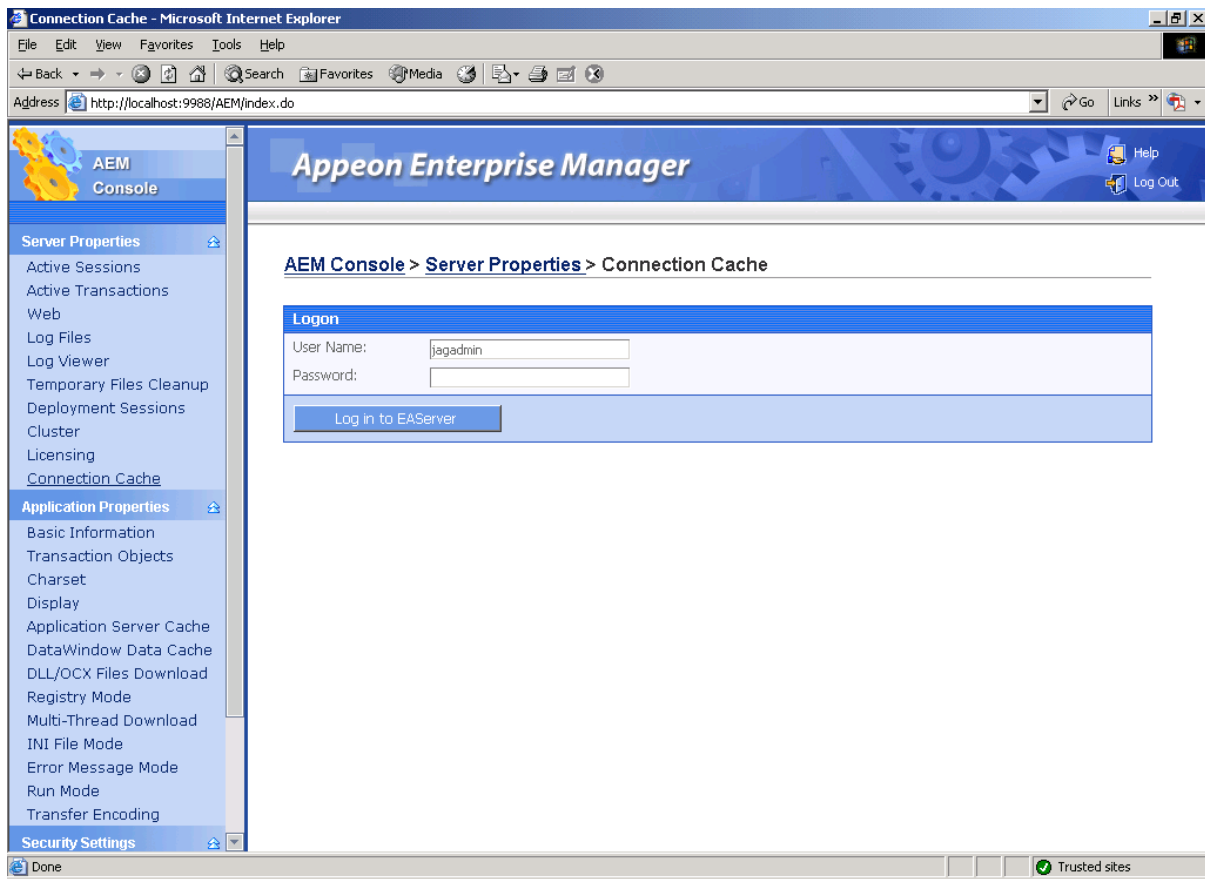 Connection Cache - Microsoft Internet Explorer
File Edit View Favorites Tools Help
Back Search Favorites Media
Address http://localhost:9988/AEM/index.do Go Links »
AEM
Console
Appeon Enterprise Manager
Help
Log Out
Server Properties
Active Sessions
Active Transactions
Web
Log Files
Log Viewer
Temporary Files Cleanup
Deployment Sessions
Cluster
Licensing
Connection Cache
Application Properties
Basic Information
Transaction Objects
Charset
Display
Application Server Cache
DataWindow Data Cache
DLL/OCX Files Download
Registry Mode
Multi-Thread Download
INI File Mode
Error Message Mode
Run Mode
Transfer Encoding
Security Settings
AEM Console > Server Properties > Connection Cache
Logon
User Name: jagadmin
Password:
Log in to EAServer
Done Trusted sites